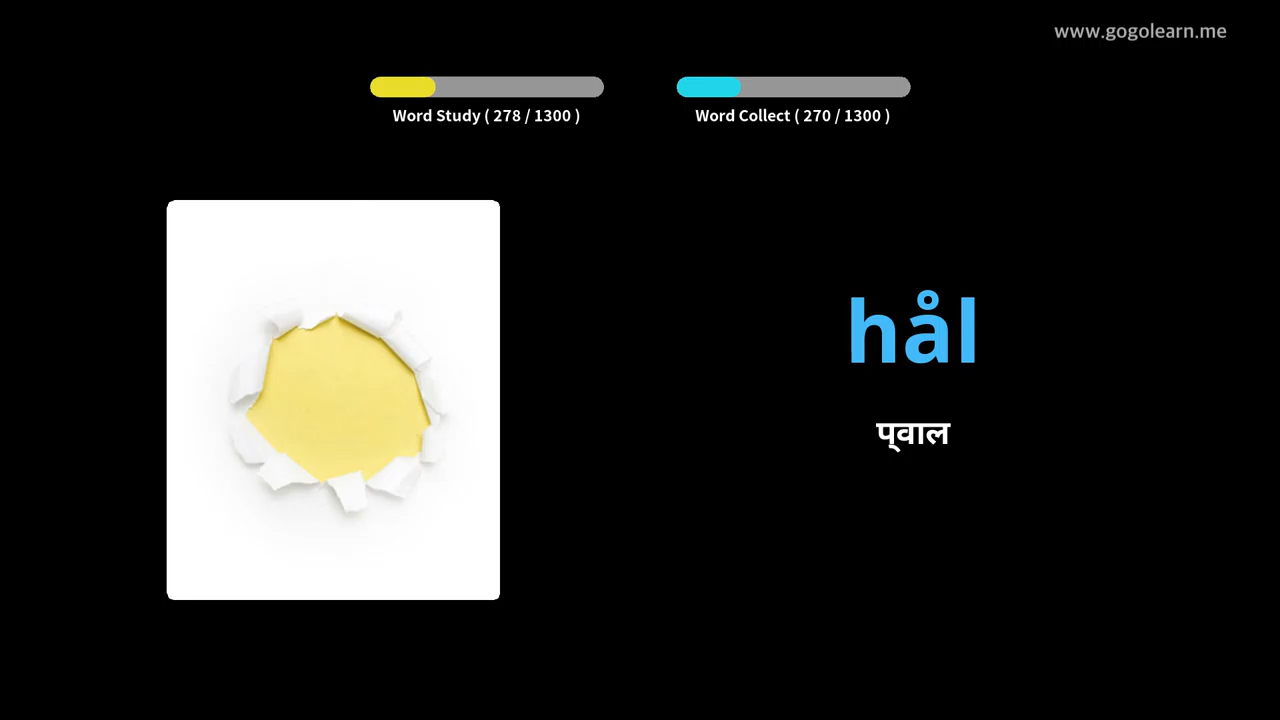 www.gogolearn.me
Word Study ( 278 / 1300 )
Word Collect ( 270 / 1300 )
hål
प्वाल